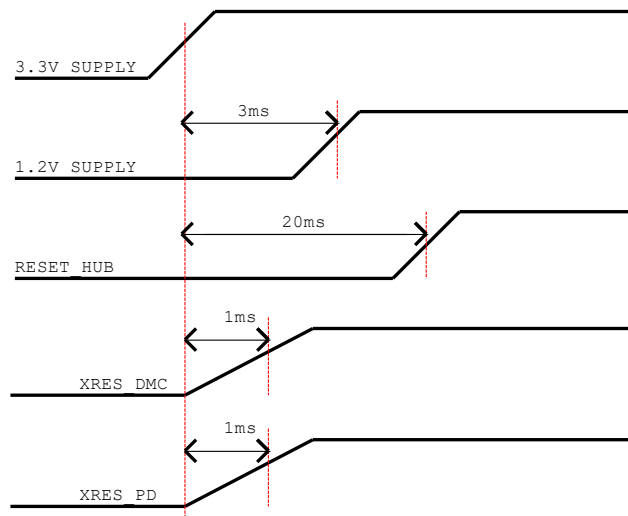 3.3V SUPPLY
3ms
1.2V SUPPLY
20ms
RESET_HUB
1ms
XRES_DMC
1ms
XRES_PD